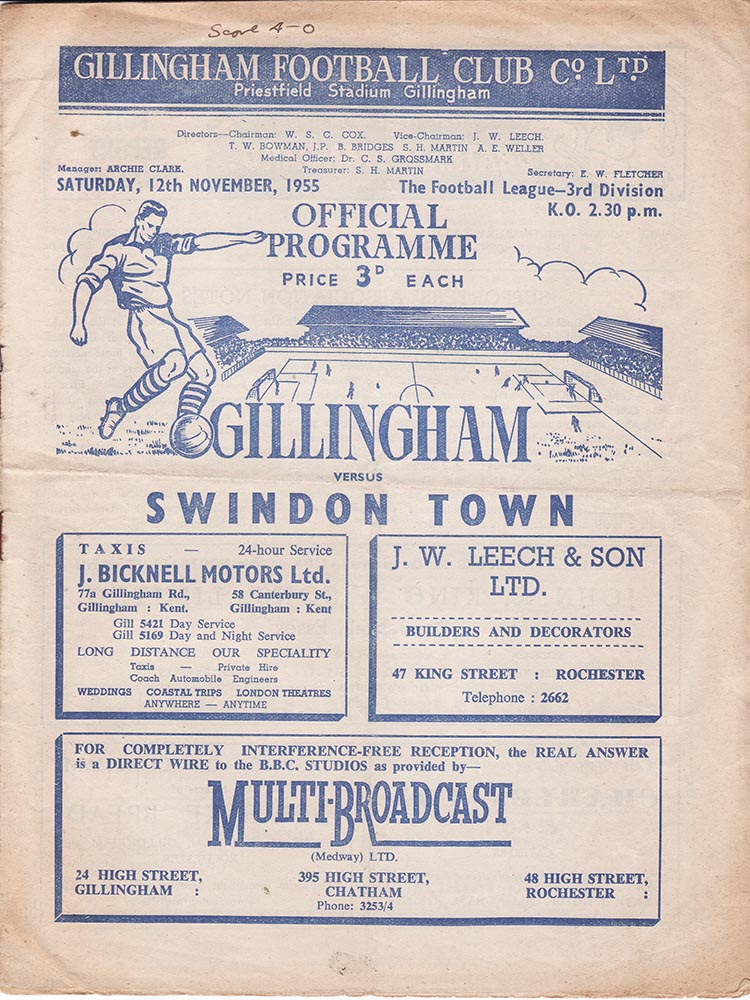 Score 4-0
GILLINGHAM FOOTBALL CLUB Co. LTD.
Priestfield Stadium Gillingham
Directors—Chairman: W. S. C. COX. Vice-Chairman: J. W. LEECH.
T. W. BOWMAN, J.P. B. BRIDGES S. H. MARTIN A. E. WELLER
Medical Officer: Dr. C. S. GROSSMARK
Manager: ARCHIE CLARK. Treasurer: S. H. MARTIN Secretary: E. W. FLETCHER
SATURDAY, 12th NOVEMBER, 1955 The Football League—3rd Division
K.O. 2.30 p.m.
OFFICIAL
PROGRAMME
PRICE 3D EACH
GILLINGHAM
VERSUS
SWINDON TOWN
TAXIS — 24-hour Service
J. BICKNELL MOTORS Ltd.
77a Gillingham Rd., 58 Canterbury St.,
Gillingham : Kent. Gillingham : Kent
Gill 5421 Day Service
Gill 5169 Day and Night Service
LONG DISTANCE OUR SPECIALITY
Taxis — Private Hire
Coach Automobile Engineers
WEDDINGS COASTAL TRIPS LONDON THEATRES
ANYWHERE — ANYTIME
J. W. LEECH & SON
LTD.
BUILDERS AND DECORATORS
47 KING STREET : ROCHESTER
Telephone : 2662
FOR COMPLETELY INTERFERENCE-FREE RECEPTION, the REAL ANSWER
is a DIRECT WIRE to the B.B.C. STUDIOS as provided by—
MULTI-BROADCAST
(Medway) LTD.
24 HIGH STREET, 395 HIGH STREET, 48 HIGH STREET,
GILLINGHAM : CHATHAM ROCHESTER :
Phone: 3253/4